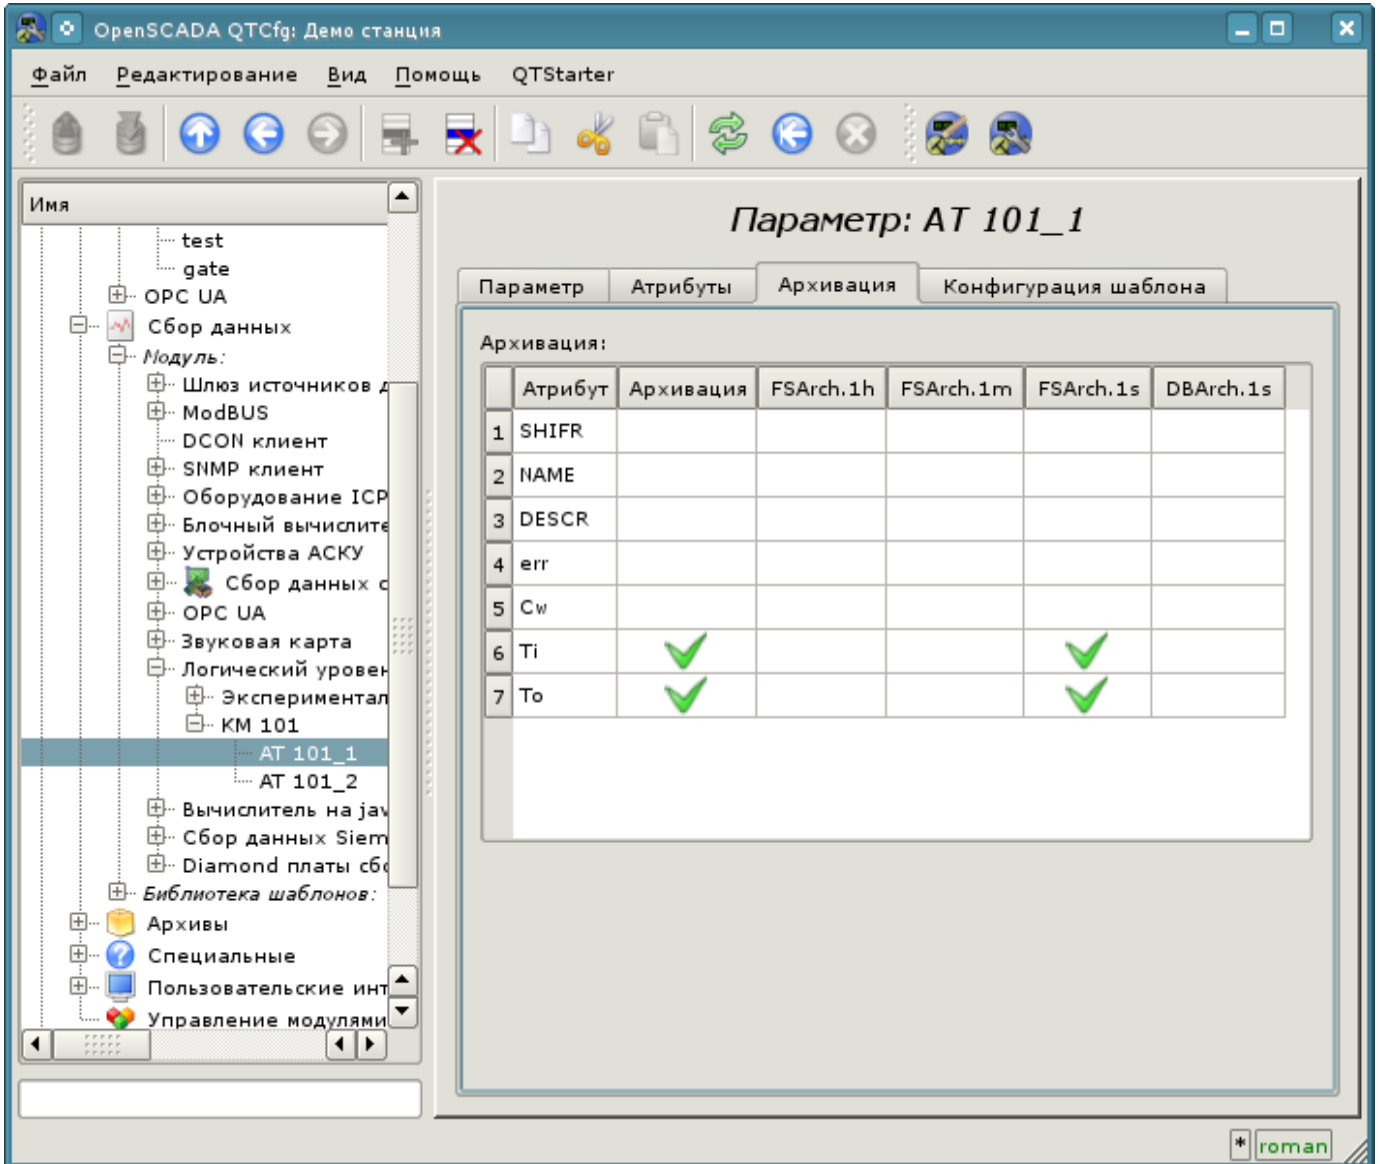 OpenSCADA QTCfg: Демо станция
Файл Редактирование Вид Помощь QTStarter
Имя
test
gate
OPC UA
Сбор данных
Модуль:
Шлюз источников д
ModBUS
DCON клиент
SNMP клиент
Оборудование ICP
Блочный вычислите
Устройства АСКУ
Сбор данных с
OPC UA
Звуковая карта
Логический уровен
Экспериментал
КМ 101
AT 101_1
AT 101_2
Вычислитель на jav
Сбор данных Siem
Diamond платы сбо
Библиотека шаблонов:
Архивы
Специальные
Пользовательские инт
Управление модулями
Параметр: AT 101_1
Параметр Атрибуты Архивация Конфигурация шаблона
Архивация:
Атрибут Архивация FSArch.1h FSArch.1m FSArch.1s DBArch.1s
1 SHIFR
2 NAME
3 DESCR
4 err
5 Cw
6 Ti
7 To
* roman